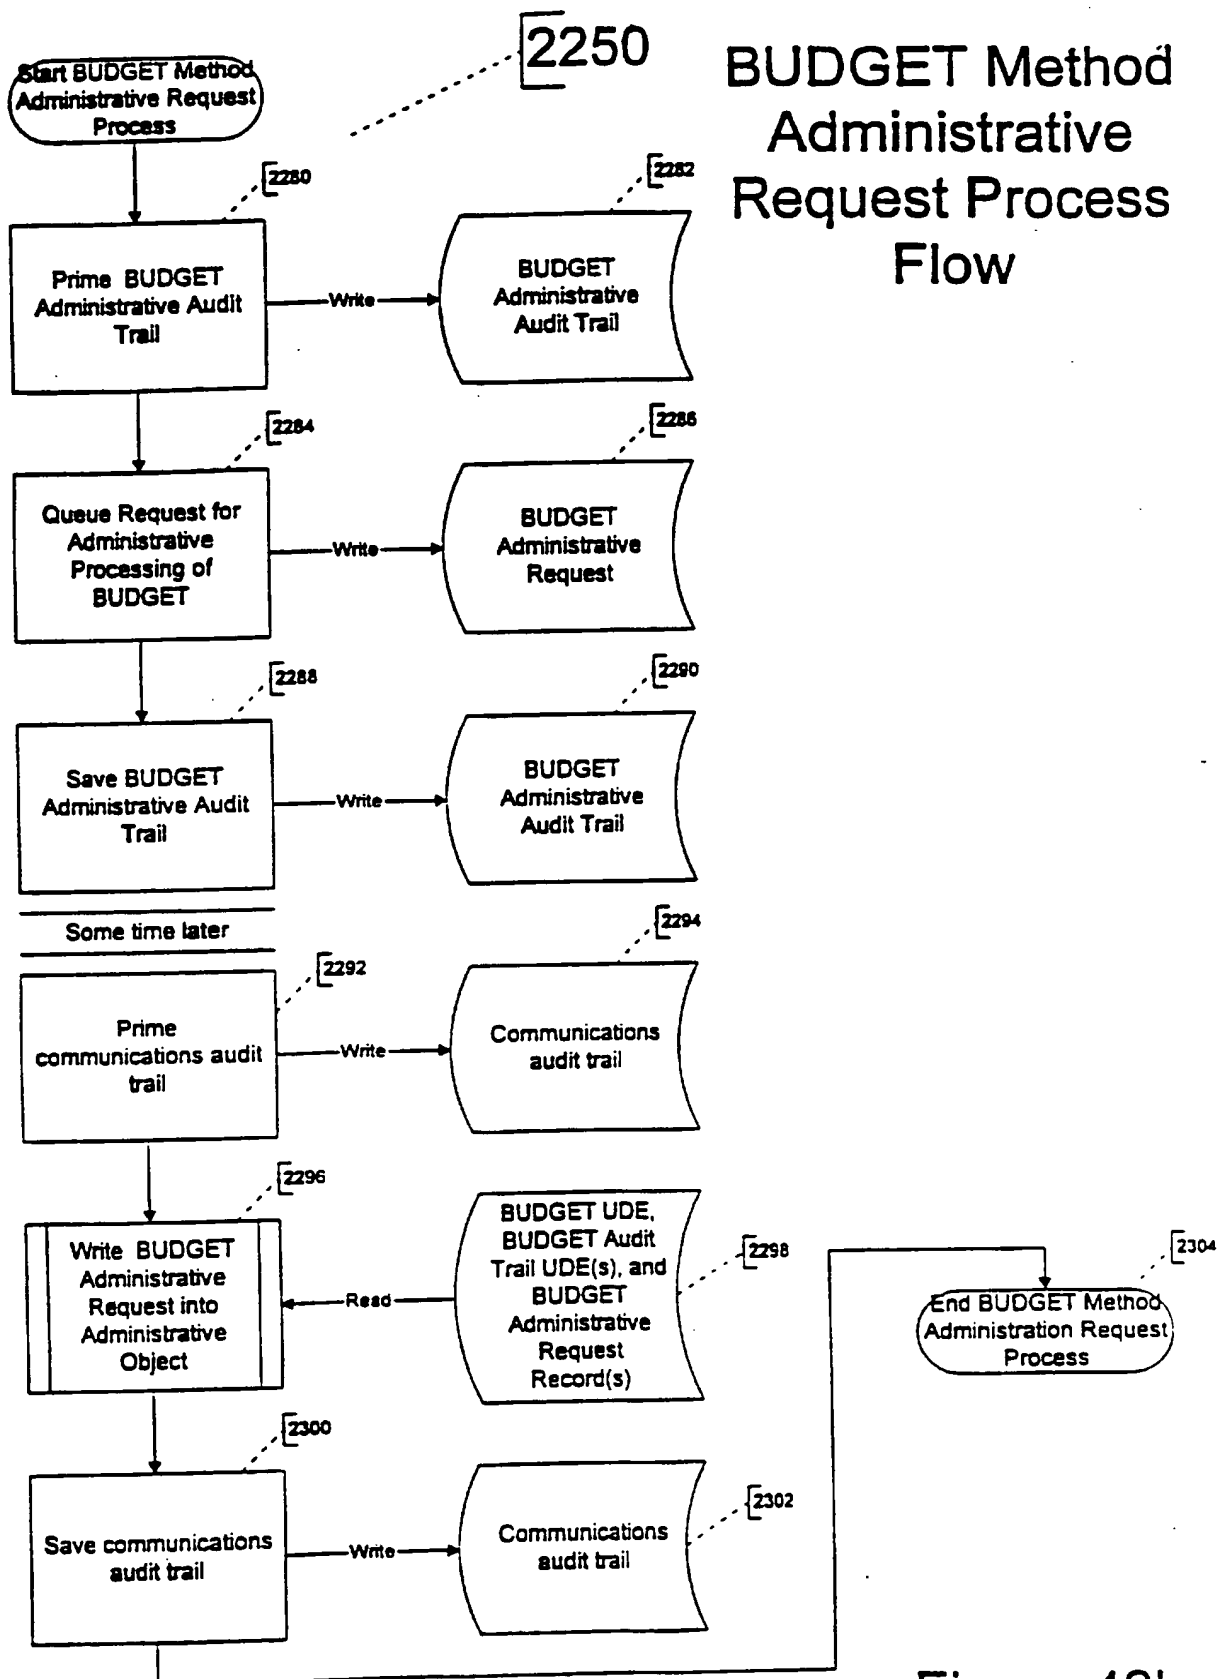 2250
BUDGET Method
Administrative
Request Process
Flow
Start BUDGET Method
Administrative Request
Process
2280
2282
Prime BUDGET
Administrative Audit
Trail
Write
BUDGET
Administrative
Audit Trail
2284
2286
Queue Request for
Administrative
Processing of
BUDGET
Write
BUDGET
Administrative
Request
2288
2290
Save BUDGET
Administrative Audit
Trail
Write
BUDGET
Administrative
Audit Trail
Some time later
2292
2294
Prime
communications audit
trail
Write
Communications
audit trail
2296
Write BUDGET
Administrative
Request into
Administrative
Object
Read
BUDGET UDE,
BUDGET Audit
Trail UDE(s), and
BUDGET
Administrative
Request
Record(s)
2298
2304
End BUDGET Method
Administration Request
Process
2300
Save communications
audit trail
Write
Communications
audit trail
2302